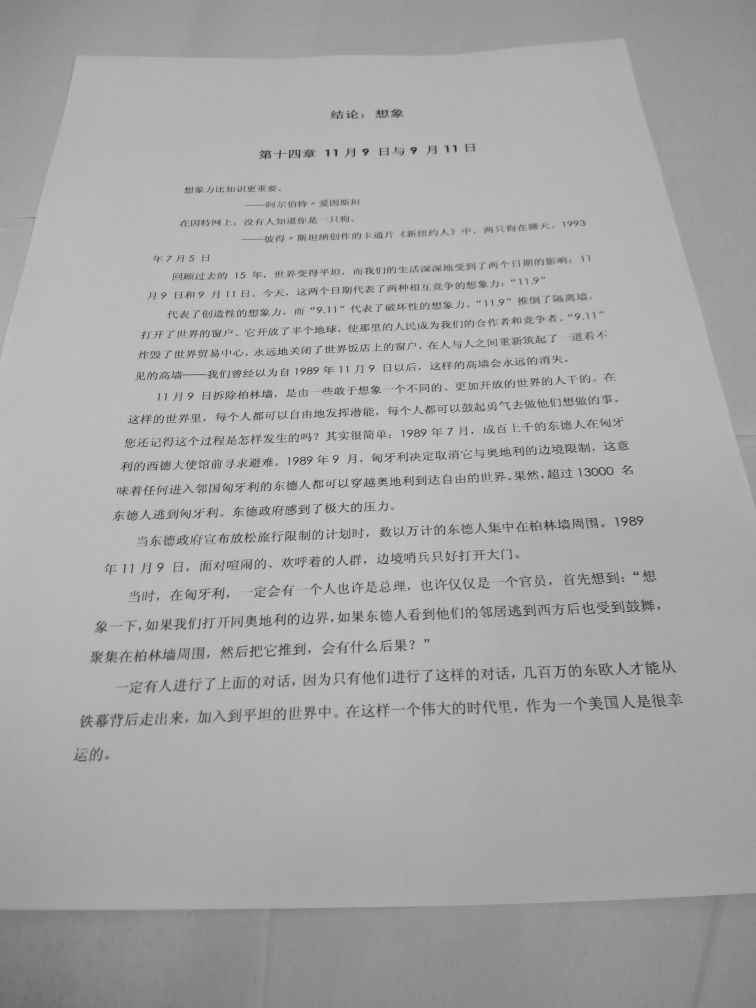 结论：想象
第十四章 11月9 日与9 月11日
想象力比知识更重要。
——阿尔伯特〃爱因斯坦
在因特网上，没有人知道你是一只狗。
——彼得〃斯坦纳创作的卡通片《新纽约人》中，两只狗在聊天。1993
年7月5 日
回顾过去的 15 年，世界变得平坦，而我们的生活深深地受到了两个日期的影响：11
月9 日和9 月11日。今天，这两个日期代表了两种相互竞争的想象力：“11.9”
代表了创造性的想象力，而“9.11”代表了破坏性的想象力。“11.9”推倒了隔离墙，
打开了世界的窗户。它开放了半个地球，使那里的人民成为我们的合作者和竞争者。“9.11”
炸毁了世界贸易中心，永远地关闭了世界饭店上的窗户，在人与人之间重新筑起了一道看不
见的高墙——我们曾经以为自1989 年11月9 日以后，这样的高墙会永远的消失。
11月9 日拆除柏林墙，是由一些敢于想象一个不同的、更加开放的世界的人干的。在
这样的世界里，每个人都可以自由地发挥潜能，每个人都可以鼓起勇气去做他们想做的事。
您还记得这个过程是怎样发生的吗？其实很简单：1989 年7月，成百上千的东德人在匈牙
利的西德大使馆前寻求避难。1989年9 月，匈牙利决定取消它与奥地利的边境限制，这意
味着任何进入邻国匈牙利的东德人都可以穿越奥地利到达自由的世界。果然，超过13000 名
东德人逃到匈牙利。东德政府感到了极大的压力。
当东德政府宣布放松旅行限制的计划时，数以万计的东德人集中在柏林墙周围。1989
年11月9 日，面对喧闹的、欢呼着的人群，边境哨兵只好打开大门。
当时，在匈牙利，一定会有一个人也许是总理，也许仅仅是一个官员，首先想到：“想
象一下，如果我们打开同奥地利的边界，如果东德人看到他们的邻居逃到西方后也受到鼓舞，
聚集在柏林墙周围，然后把它推到，会有什么后果？”
一定有人进行了上面的对话，因为只有他们进行了这样的对话，几百万的东欧人才能从
铁幕背后走出来，加入到平坦的世界中。在这样一个伟大的时代里，作为一个美国人是很幸
运的。